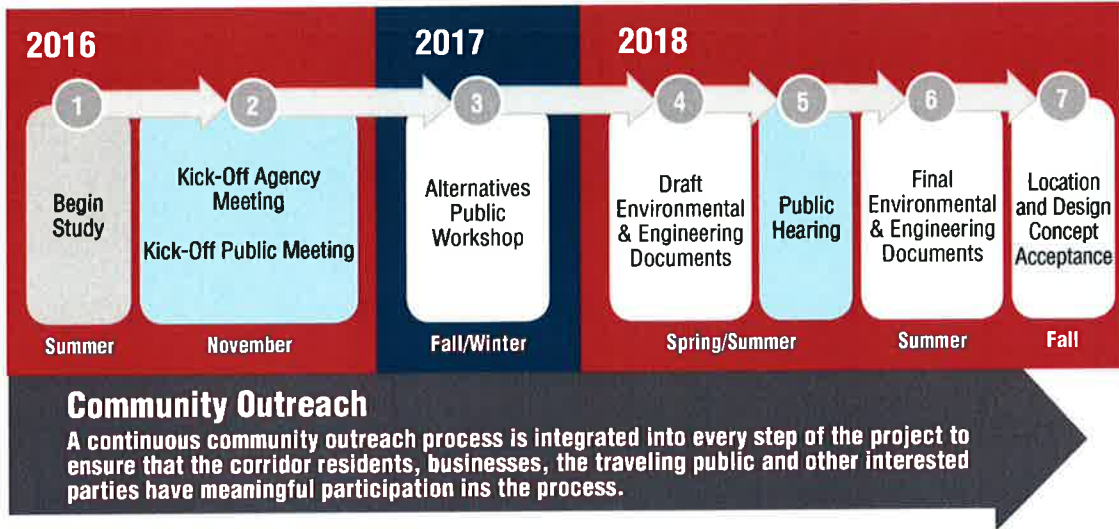 2016
2017
2018
1
2
3
4
5
6
7
Begin
Study
Kick-Off Agency
Meeting
Kick-Off Public Meeting
Alternatives
Public
Workshop
Draft
Environmental
& Engineering
Documents
Public
Hearing
Final
Environmental
& Engineering
Documents
Location
and Design
Concept
Acceptance
Summer
November
Fall/Winter
Spring/Summer
Summer
Fall
Community Outreach
A continuous community outreach process is integrated into every step of the project to
ensure that the corridor residents, businesses, the traveling public and other interested
parties have meaningful participation ins the process.